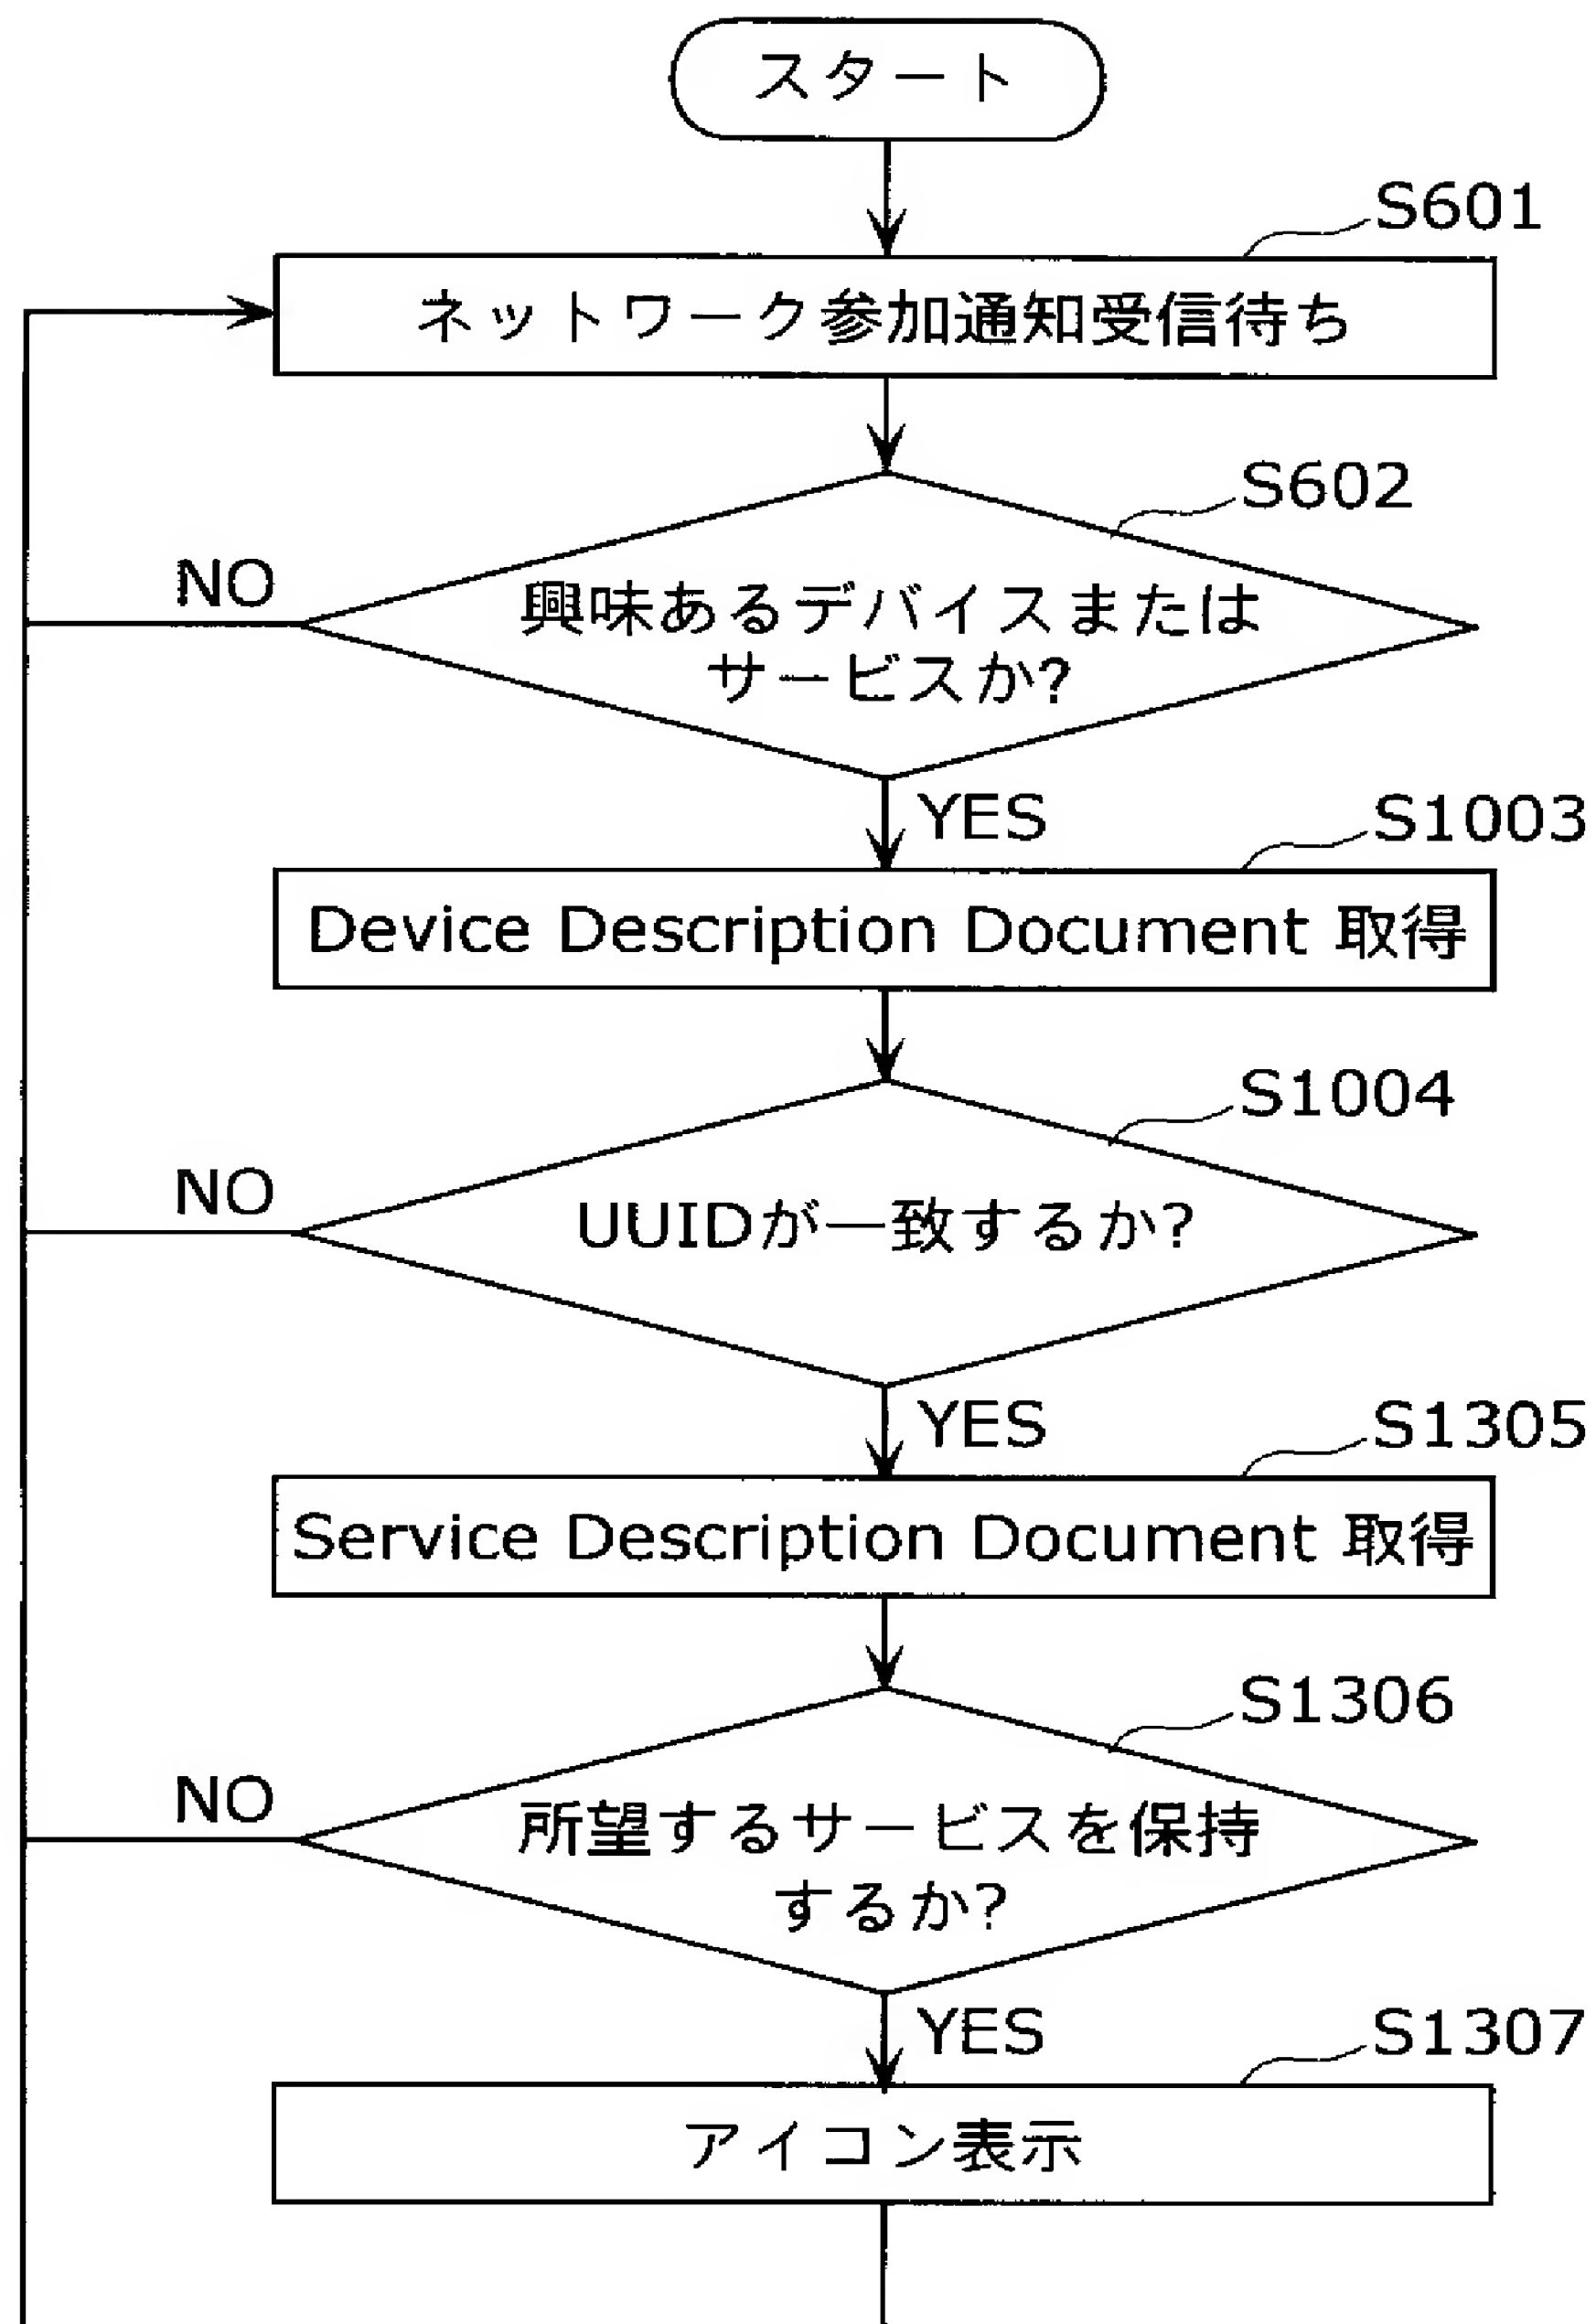 スタート
S601
ネットワーク参加通知受信待ち
S602
NO
興味あるデバイスまたは
サービスか?
YES
S1003
Device Description Document 取得
S1004
NO
UUIDが一致するか?
YES
S1305
Service Description Document 取得
S1306
NO
所望するサービスを保持
するか?
YES
S1307
アイコン表示